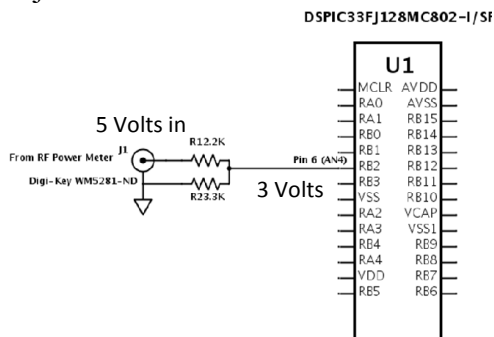 DSPIC33FJ128MC802-I/SP
U1
MCLR AVDD
RA0 AVSS
RA1 RB15
RB0 RB14
RB1 RB13
RB2 RB12
RB3 RB11
VSS RB10
RA2 VCAP
RA3 VSS1
RB4 RB9
RA4 RB8
VDD RB7
RB5 RB6
5 Volts in
J1
R12.2K
From RF Power Meter
Pin 6 (AN4)
Digi-Key WM5281-ND
R23.3K
3 Volts